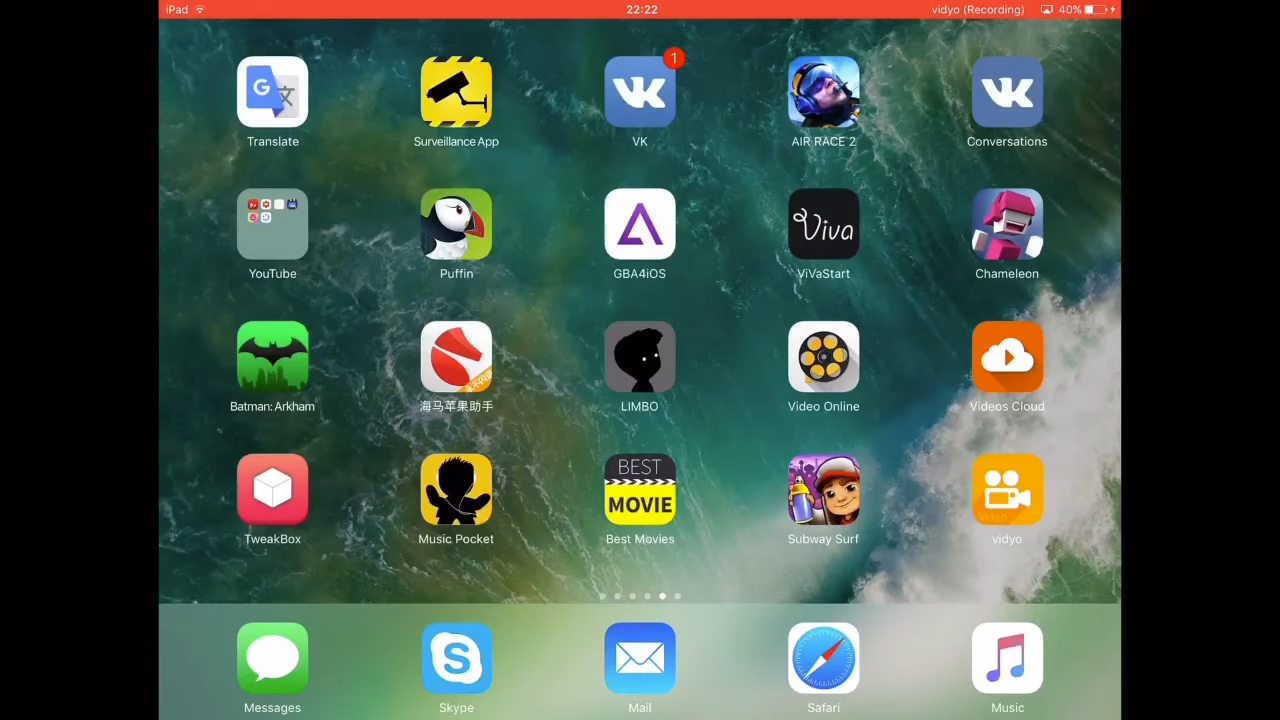 iPad 22:22 vidyo (Recording) 40%
1
Translate Surveillance App VK AIR RACE 2 Conversations
Viva
YouTube Puffin GBA4iOS ViVaStart Chameleon
Batman: Arkham 海马苹果助手 LIMBO Video Online Videos Cloud
BEST
MOVIE
TweakBox Music Pocket Best Movies Subway Surf vidyo
Messages Skype Mail Safari Music